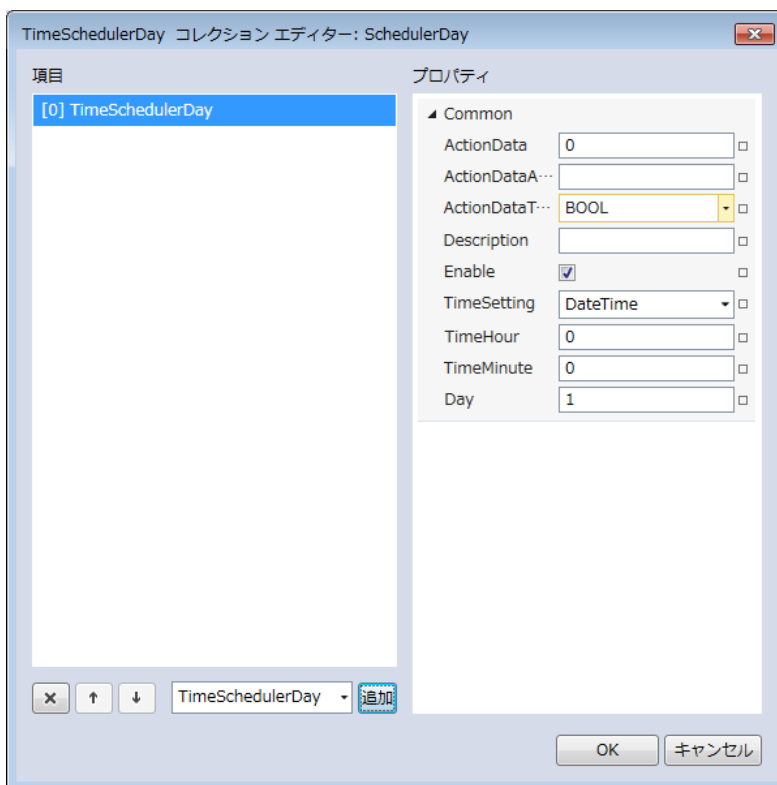 TimeSchedulerDay コレクション エディター: SchedulerDay
項目
[0] TimeSchedulerDay
TimeSchedulerDay
追加
プロパティ
Common
ActionData 0
ActionDataA…
ActionDataT… BOOL
Description
Enable
TimeSetting DateTime
TimeHour 0
TimeMinute 0
Day 1
OK キャンセル